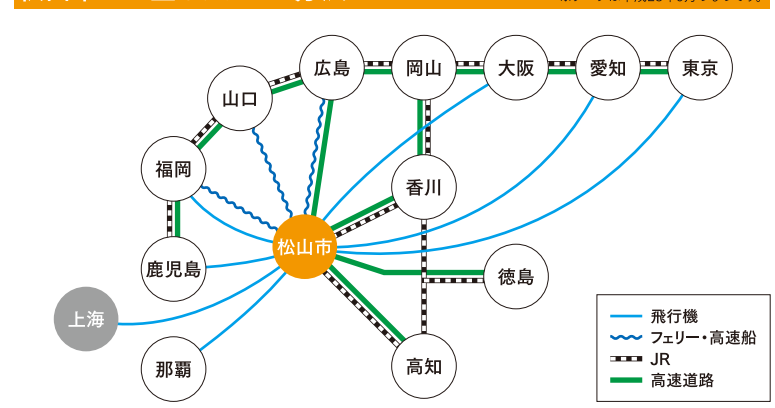 広島
岡山
大阪
愛知
東京
山口
福岡
香川
松山市
鹿児島
徳島
上海
那覇
高知
飛行機
フェリー・高速船
JR
高速道路